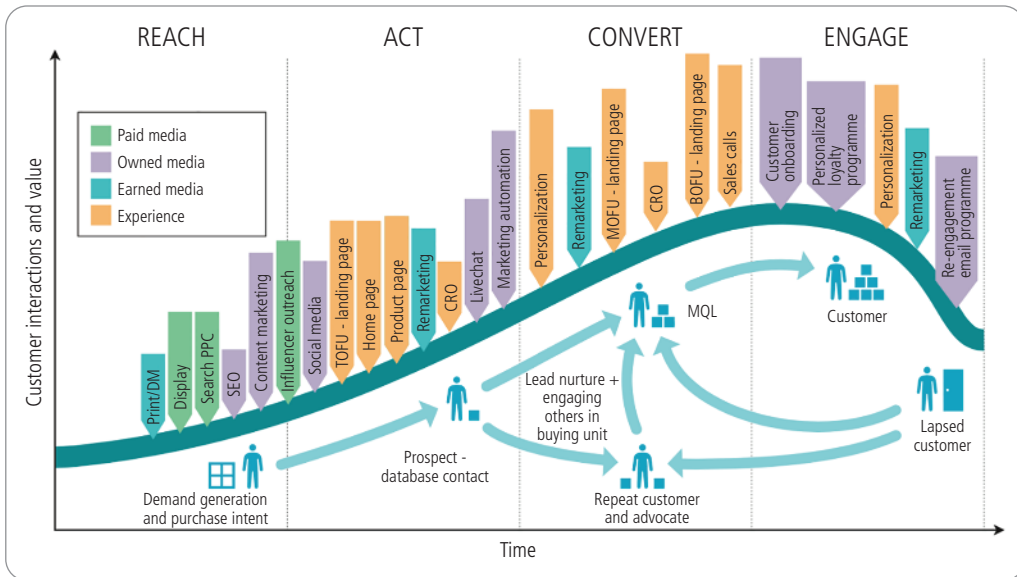 REACH
ACT
CONVERT
ENGAGE
Customer interactions and value
Paid media
Owned media
Earned media
Experience
Print/DM
Display
Search PPC
SEO
Content marketing
Influencer outreach
Social media
TOFU - landing page
Home page
Product page
Remarketing
CRO
Livechat
Marketing automation
Personalization
Remarketing
MOFU - landing page
CRO
BOFU - landing page
Sales calls
Customer
onboarding
Personalized
loyalty
programme
Personalization
Remarketing
Re-engagement
email programme
MQL
Customer
Lead nurture +
engaging
others in
buying unit
Lapsed
customer
Prospect -
database contact
Demand generation
and purchase intent
Repeat customer
and advocate
Time